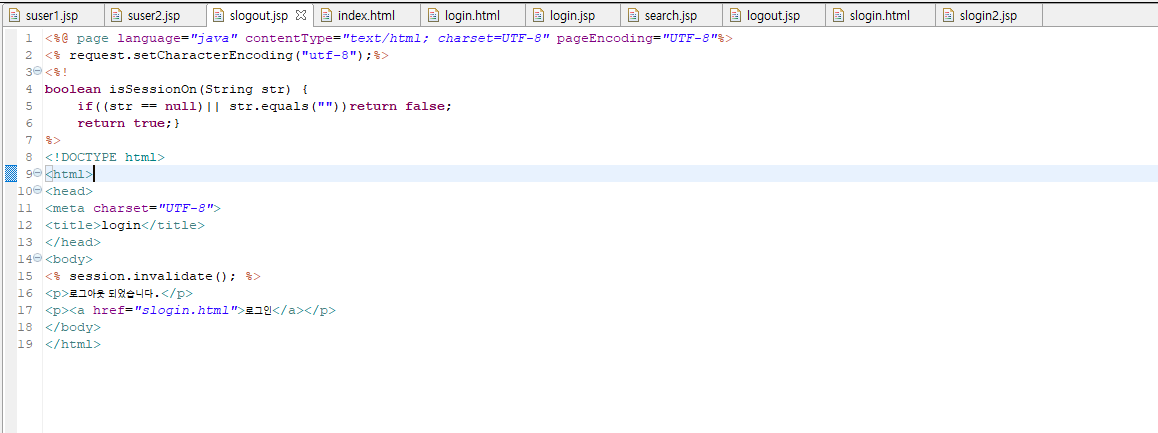 suser1.jsp suser2.jsp slogout.jsp index.html login.html login.jsp search.jsp logout.jsp slogin.html slogin2.jsp
1 <%@ page language="java" contentType="text/html; charset=UTF-8" pageEncoding="UTF-8"%>
2 <% request.setCharacterEncoding("utf-8");%>
3 <%!
4 boolean isSessionOn(String str) {
5     if((str == null)|| str.equals(""))return false;
6     return true;}
7 %>
8 <!DOCTYPE html>
9 <html>
10 <head>
11 <meta charset="UTF-8">
12 <title>login</title>
13 </head>
14 <body>
15 <% session.invalidate(); %>
16 <p>로그아웃 되었습니다.</p>
17 <p><a href="slogin.html">로그인</a></p>
18 </body>
19 </html>